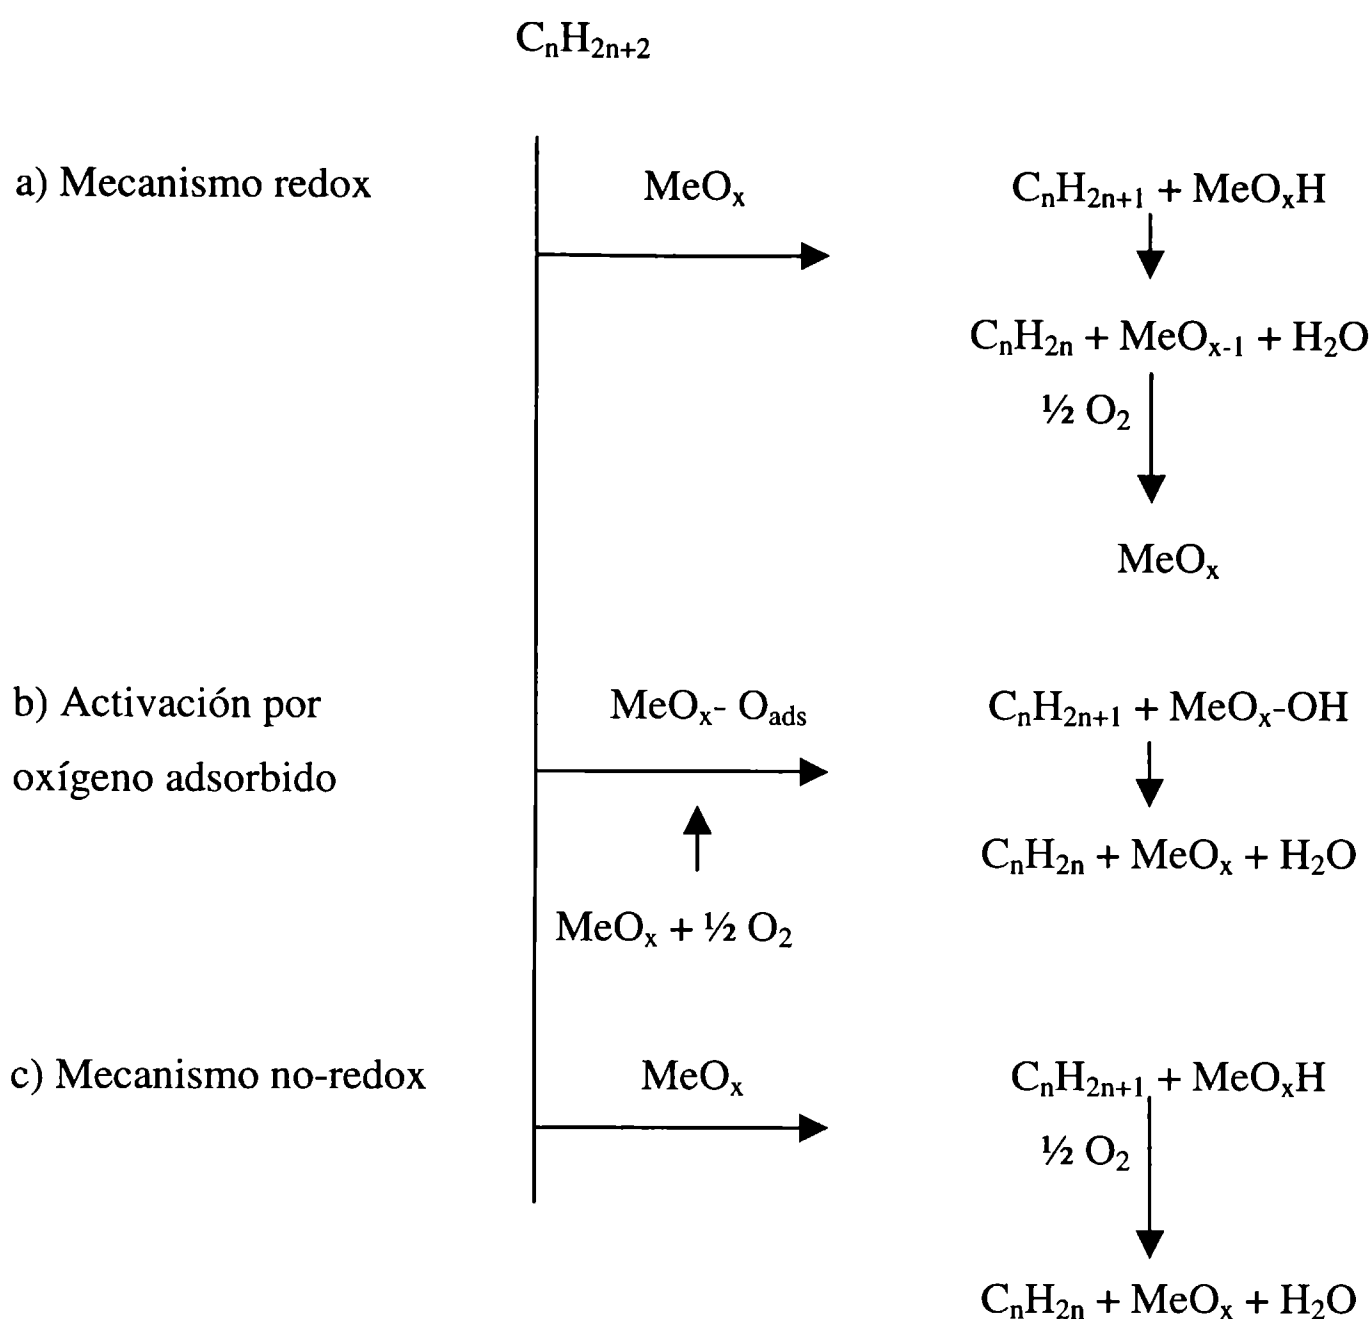 CₙH₂ₙ₊₂
a) Mecanismo redox
MeOₓ
CₙH₂ₙ₊₁ + MeOₓH
CₙH₂ₙ + MeOₓ₋₁ + H₂O
½ O₂
MeOₓ
b) Activación por
oxígeno adsorbido
MeOₓ- O_ads
CₙH₂ₙ₊₁ + MeOₓ-OH
CₙH₂ₙ + MeOₓ + H₂O
MeOₓ + ½ O₂
c) Mecanismo no-redox
MeOₓ
CₙH₂ₙ₊₁ + MeOₓH
½ O₂
CₙH₂ₙ + MeOₓ + H₂O